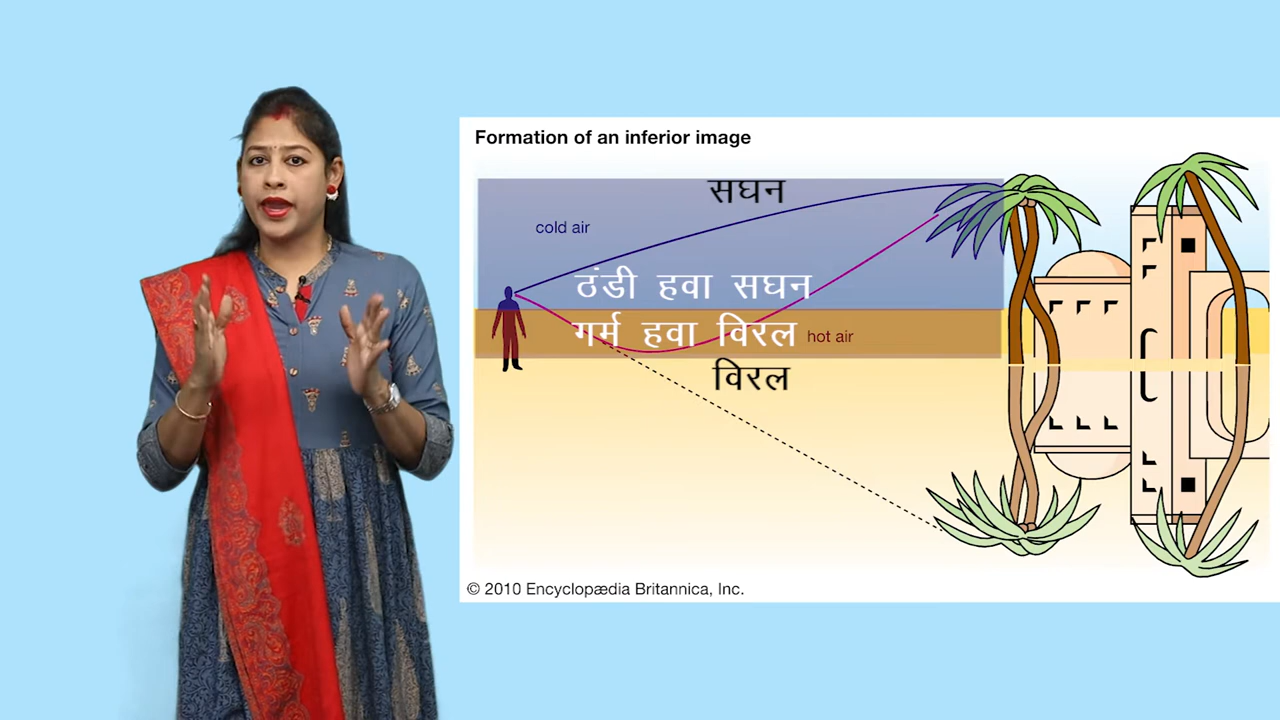 Formation of an inferior image
सघन
cold air
ठंडी हवा सघन
गर्म हवा विरल
hot air
विरल
© 2010 Encyclopædia Britannica, Inc.